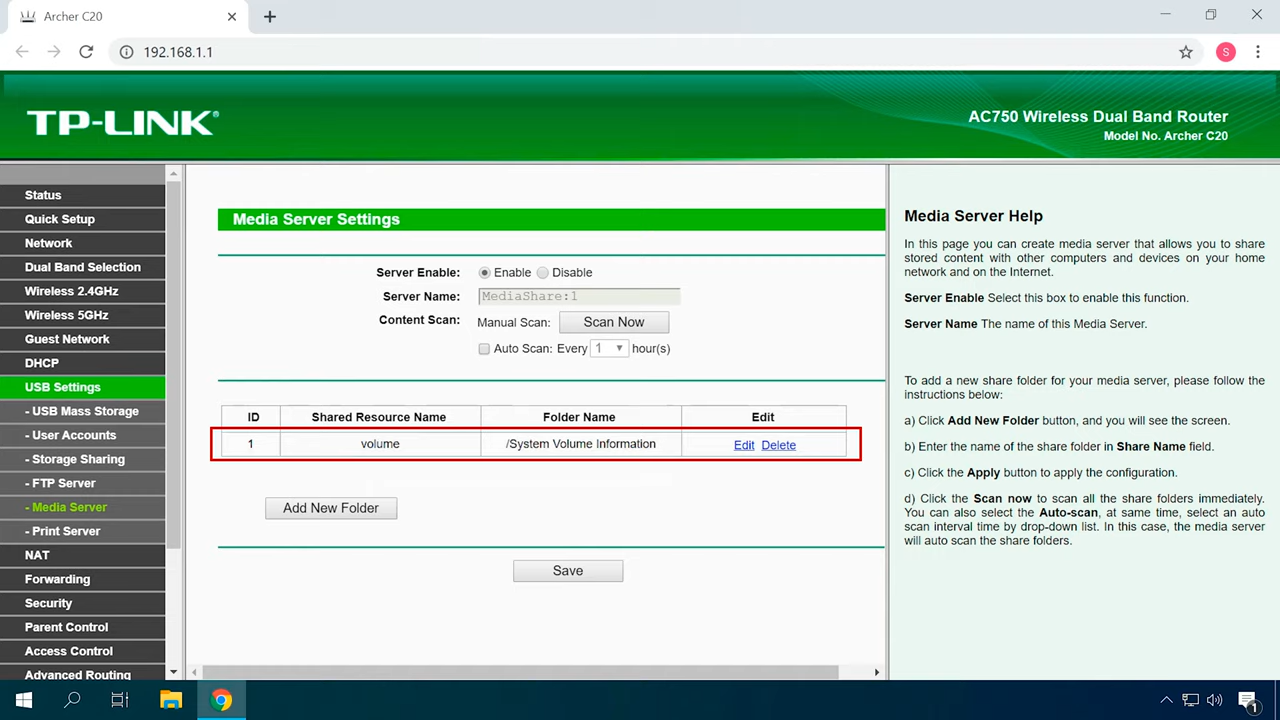 Archer C20
192.168.1.1
S
TP-LINK®
AC750 Wireless Dual Band Router
Model No. Archer C20
Status
Quick Setup
Network
Dual Band Selection
Wireless 2.4GHz
Wireless 5GHz
Guest Network
DHCP
USB Settings
- USB Mass Storage
- User Accounts
- Storage Sharing
- FTP Server
- Media Server
- Print Server
NAT
Forwarding
Security
Parent Control
Access Control
Advanced Routing
Media Server Settings
Server Enable: Enable Disable
Server Name: MediaShare:1
Content Scan: Manual Scan: Scan Now
Auto Scan: Every 1 hour(s)
ID Shared Resource Name Folder Name Edit
1 volume /System Volume Information Edit Delete
Add New Folder
Save
Media Server Help
In this page you can create media server that allows you to share
stored content with other computers and devices on your home
network and on the Internet.
Server Enable Select this box to enable this function.
Server Name The name of this Media Server.
To add a new share folder for your media server, please follow the
instructions below:
a) Click Add New Folder button, and you will see the screen.
b) Enter the name of the share folder in Share Name field.
c) Click the Apply button to apply the configuration.
d) Click the Scan now to scan all the share folders immediately.
You can also select the Auto-scan, at same time, select an auto
scan interval time by drop-down list. In this case, the media server
will auto scan the share folders.
1